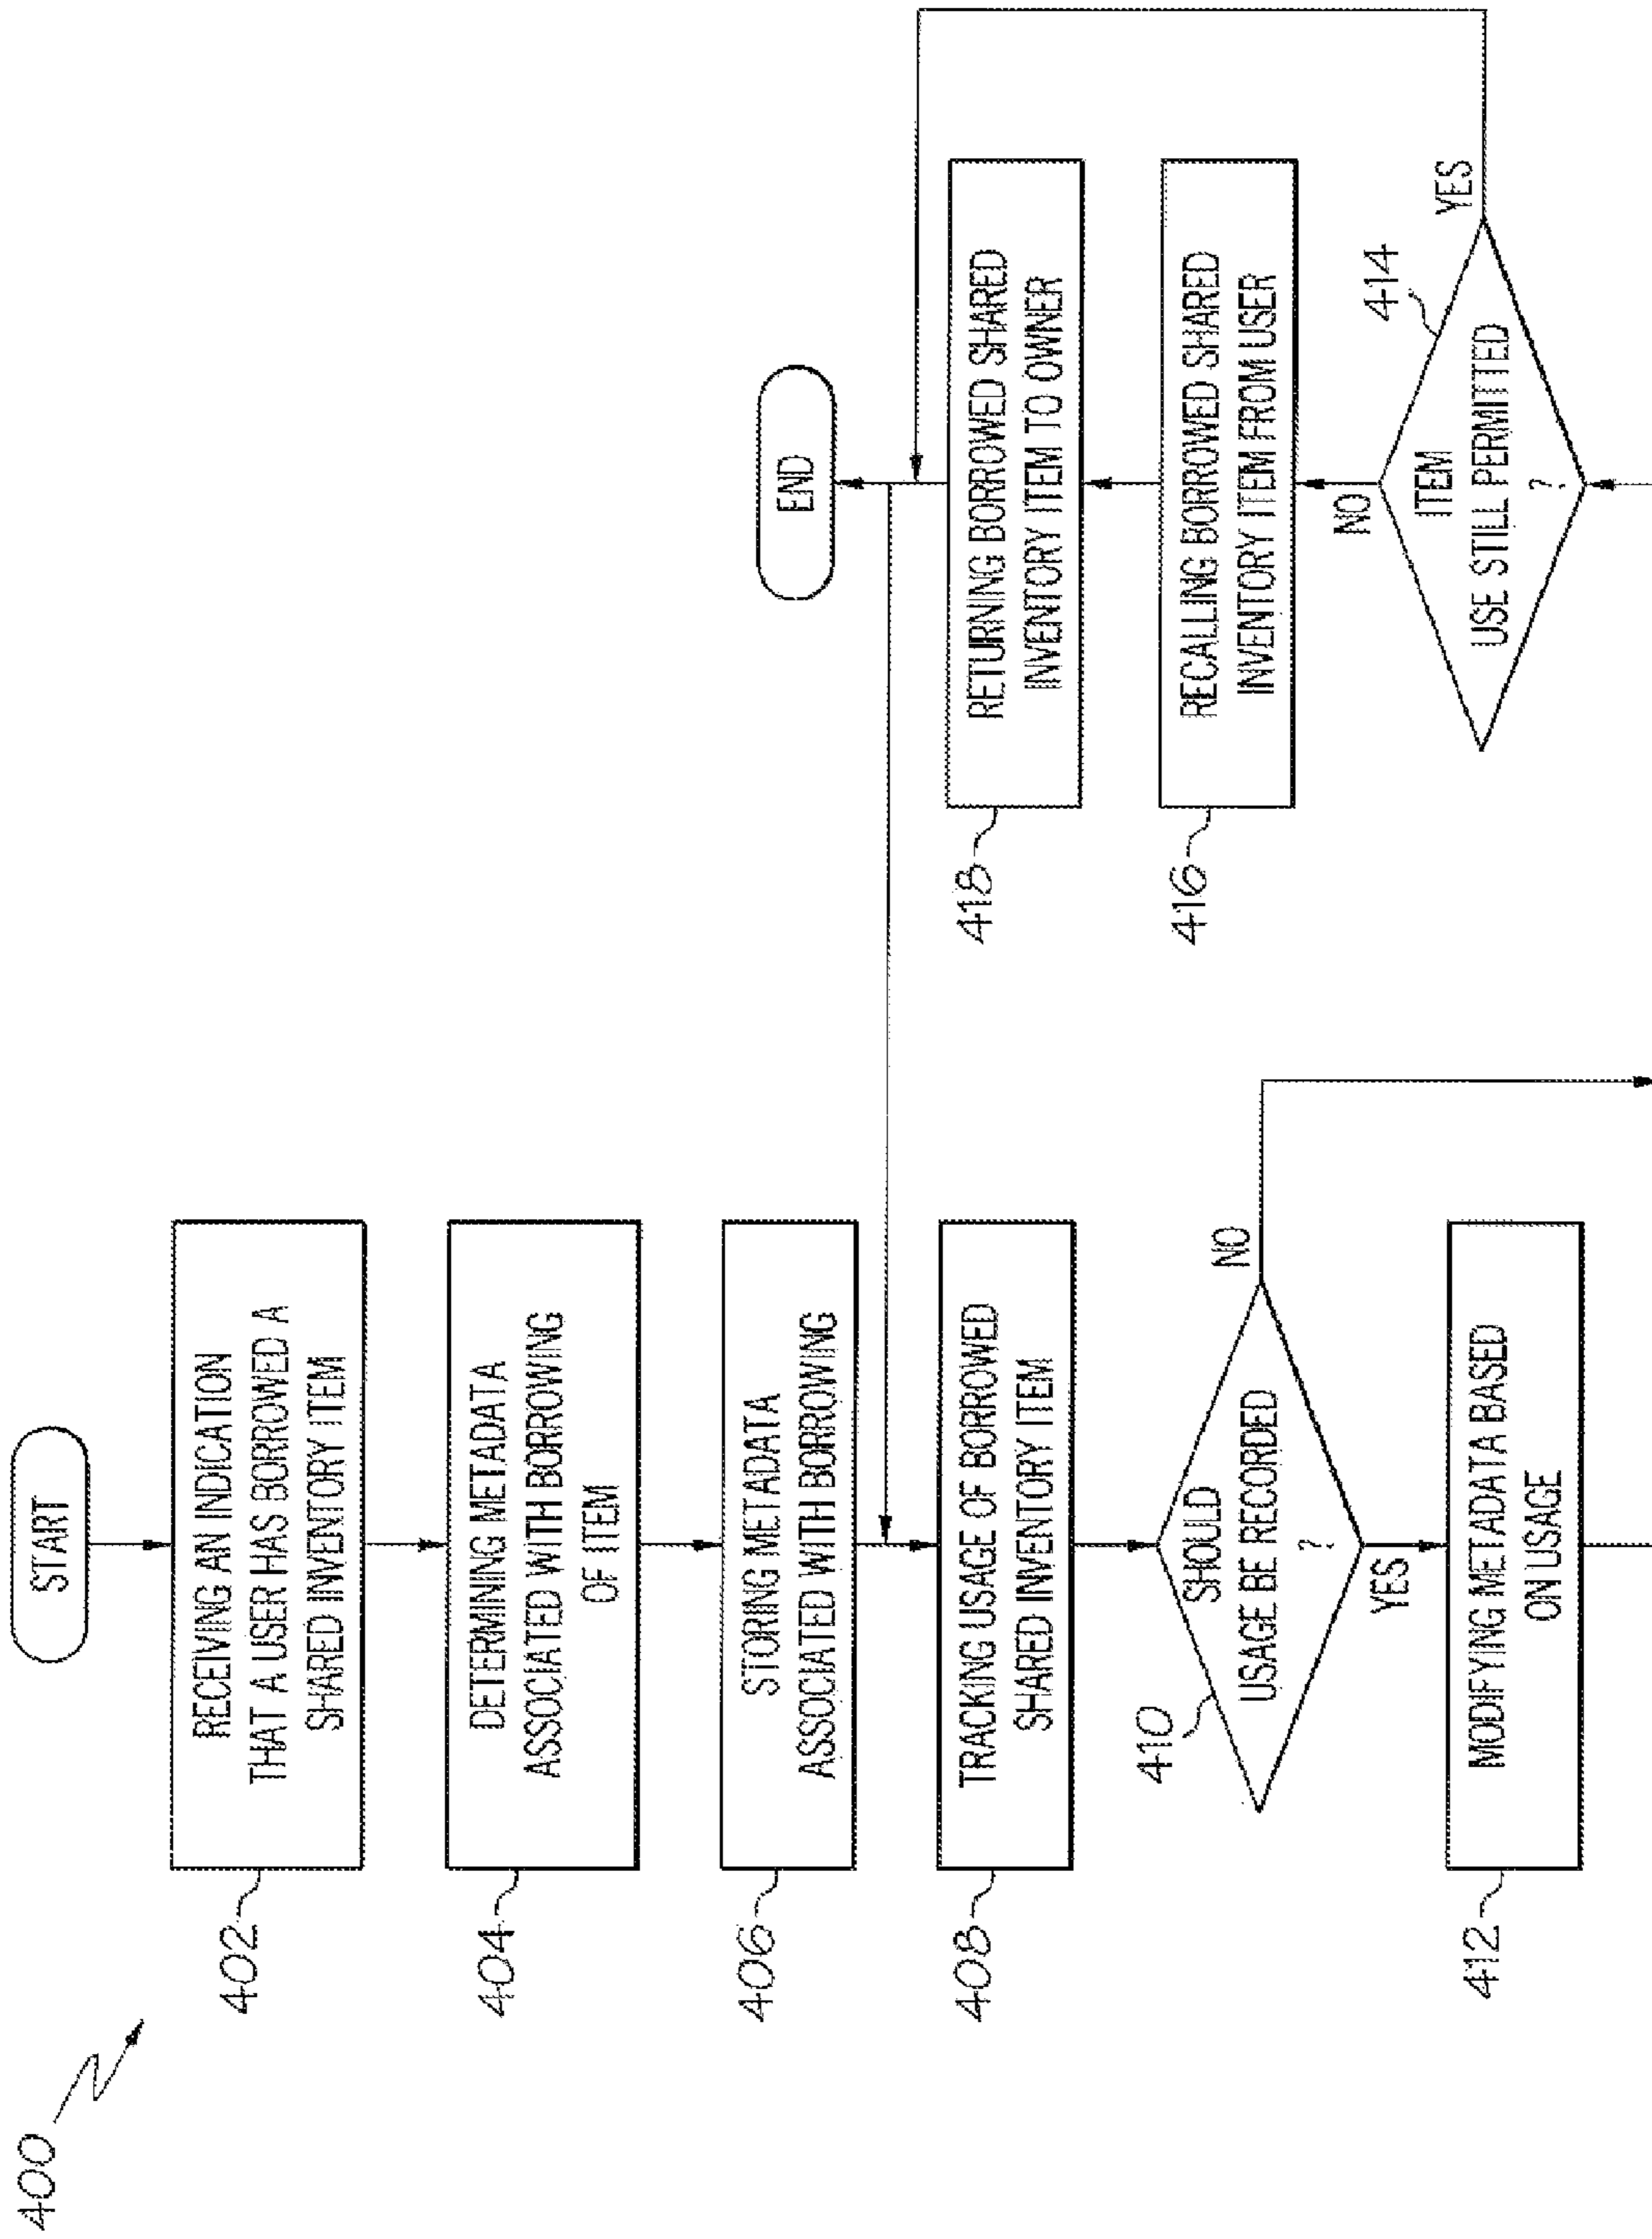 400
START
402
RECEIVING AN INDICATION
THAT A USER HAS BORROWED A
SHARED INVENTORY ITEM
404
DETERMINING METADATA
ASSOCIATED WITH BORROWING
OF ITEM
406
STORING METADATA
ASSOCIATED WITH BORROWING
408
TRACKING USAGE OF BORROWED
SHARED INVENTORY ITEM
410
SHOULD
USAGE BE RECORDED
?
NO
YES
412
MODIFYING METADATA BASED
ON USAGE
END
418
RETURNING BORROWED SHARED
INVENTORY ITEM TO OWNER
416
RECALLING BORROWED SHARED
INVENTORY ITEM FROM USER
NO
414
ITEM
USE STILL PERMITTED
?
YES